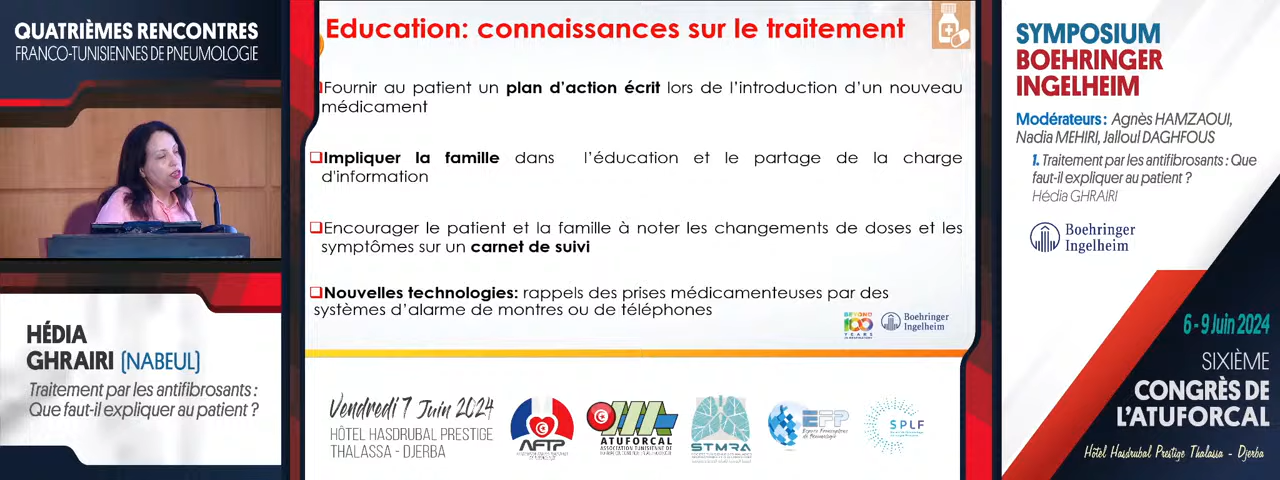 QUATRIÈMES RENCONTRES
FRANCO-TUNISIENNES DE PNEUMOLOGIE
HÉDIA
GHRAIRI (NABEUL)
Traitement par les antifibrosants :
Que faut-il expliquer au patient ?
Education: connaissances sur le traitement
Fournir au patient un plan d'action écrit lors de l'introduction d'un nouveau
médicament
Impliquer la famille dans l'éducation et le partage de la charge
d'information
Encourager le patient et la famille à noter les changements de doses et les
symptômes sur un carnet de suivi
Nouvelles technologies: rappels des prises médicamenteuses par des
systèmes d'alarme de montres ou de téléphones
BEYOND
100
YEARS
Boehringer
Ingelheim
Vendredi 7 Juin 2024
HÔTEL HASDRUBAL PRESTIGE
THALASSA - DJERBA
AFTP
ATUFORCAL
STMRA
EFP
SPLF
SYMPOSIUM
BOEHRINGER
INGELHEIM
Modérateurs : Agnès HAMZAOUI,
Nadia MEHIRI, Jalloul DAGHFOUS
1. Traitement par les antifibrosants : Que
faut-il expliquer au patient ?
Hédia GHRAIRI
Boehringer
Ingelheim
6 - 9 Juin 2024
SIXIÈME
CONGRÈS DE
L'ATUFORCAL
Hôtel Hasdrubal Prestige Thalassa - Djerba